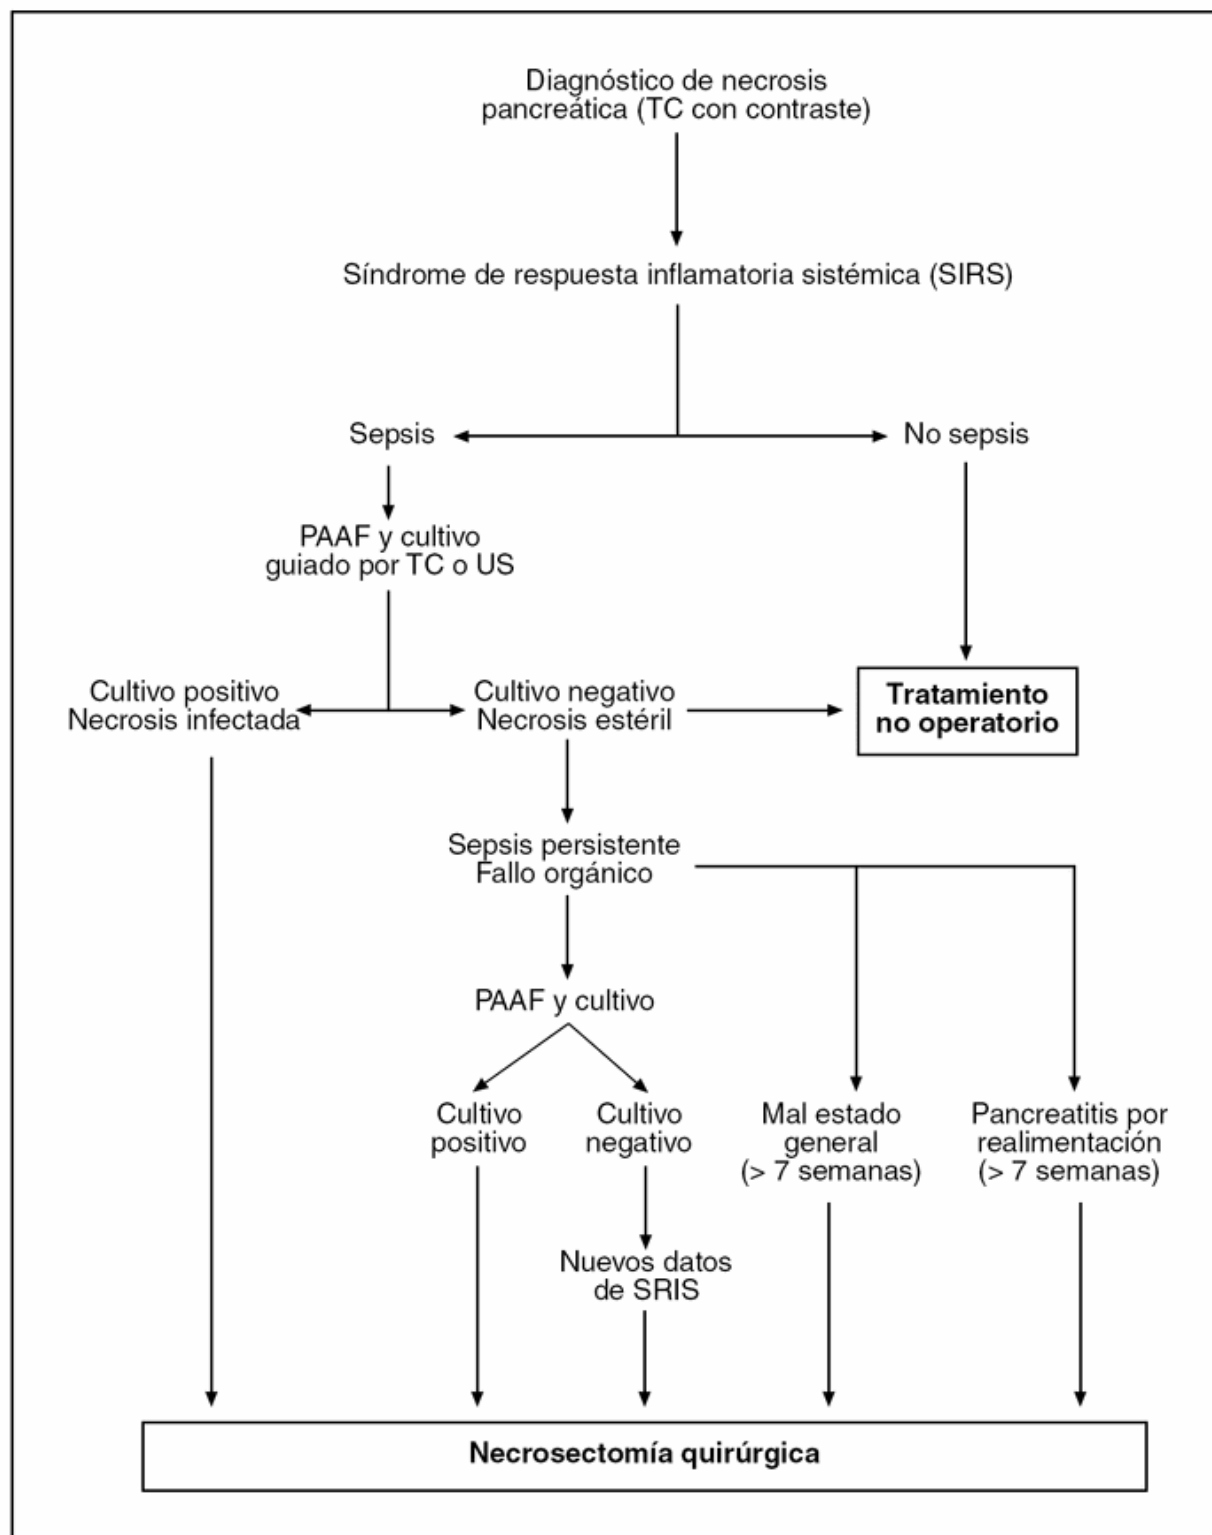 Diagnóstico de necrosis
pancreática (TC con contraste)
Síndrome de respuesta inflamatoria sistémica (SIRS)
Sepsis
No sepsis
PAAF y cultivo
guiado por TC o US
Cultivo positivo
Necrosis infectada
Cultivo negativo
Necrosis estéril
Tratamiento
no operatorio
Sepsis persistente
Fallo orgánico
PAAF y cultivo
Cultivo
positivo
Cultivo
negativo
Mal estado
general
(> 7 semanas)
Pancreatitis por
realimentación
(> 7 semanas)
Nuevos datos
de SRIS
Necrosectomía quirúrgica